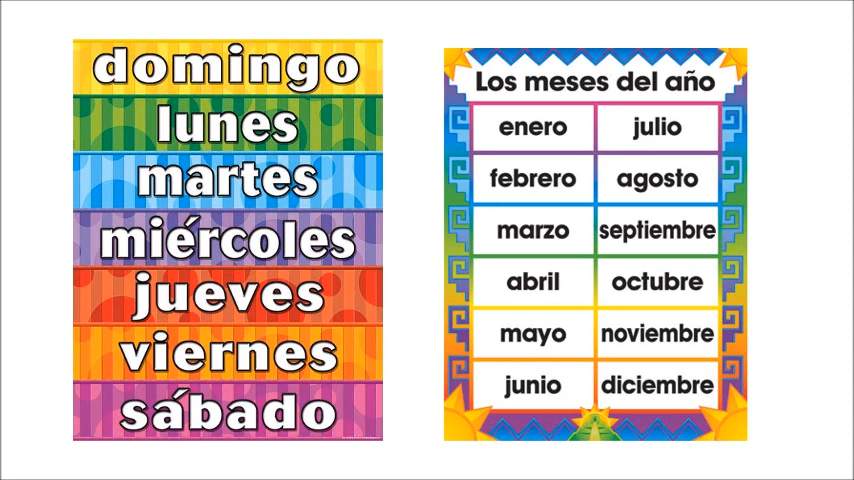 domingo
lunes
martes
miércoles
jueves
viernes
sábado
Los meses del año
enero julio
febrero agosto
marzo septiembre
abril octubre
mayo noviembre
junio diciembre